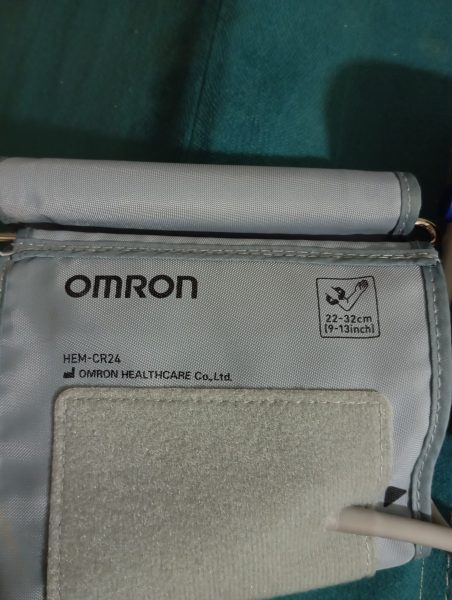 OMRON
22-32cm
(9-13inch)
HEM-CR24
OMRON HEALTHCARE Co.,Ltd.